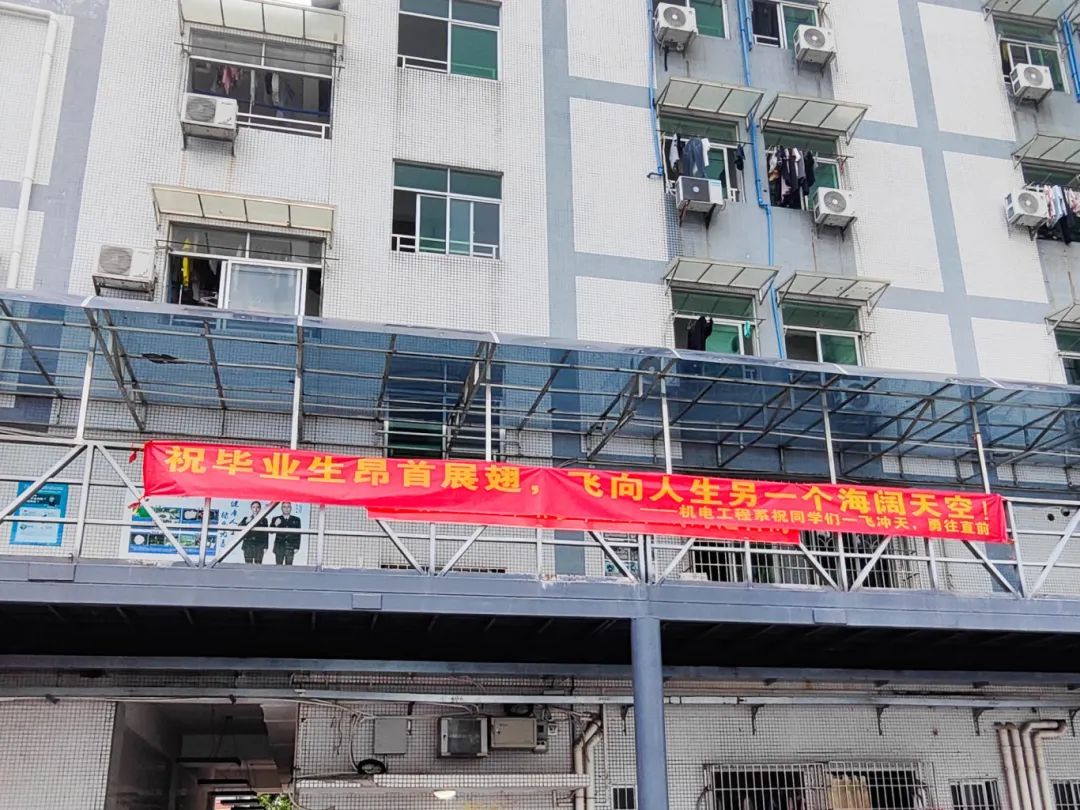 祝毕业生昂首展翅，飞向人生另一个海阔天空！
——机电工程系祝同学们一飞冲天，勇往直前